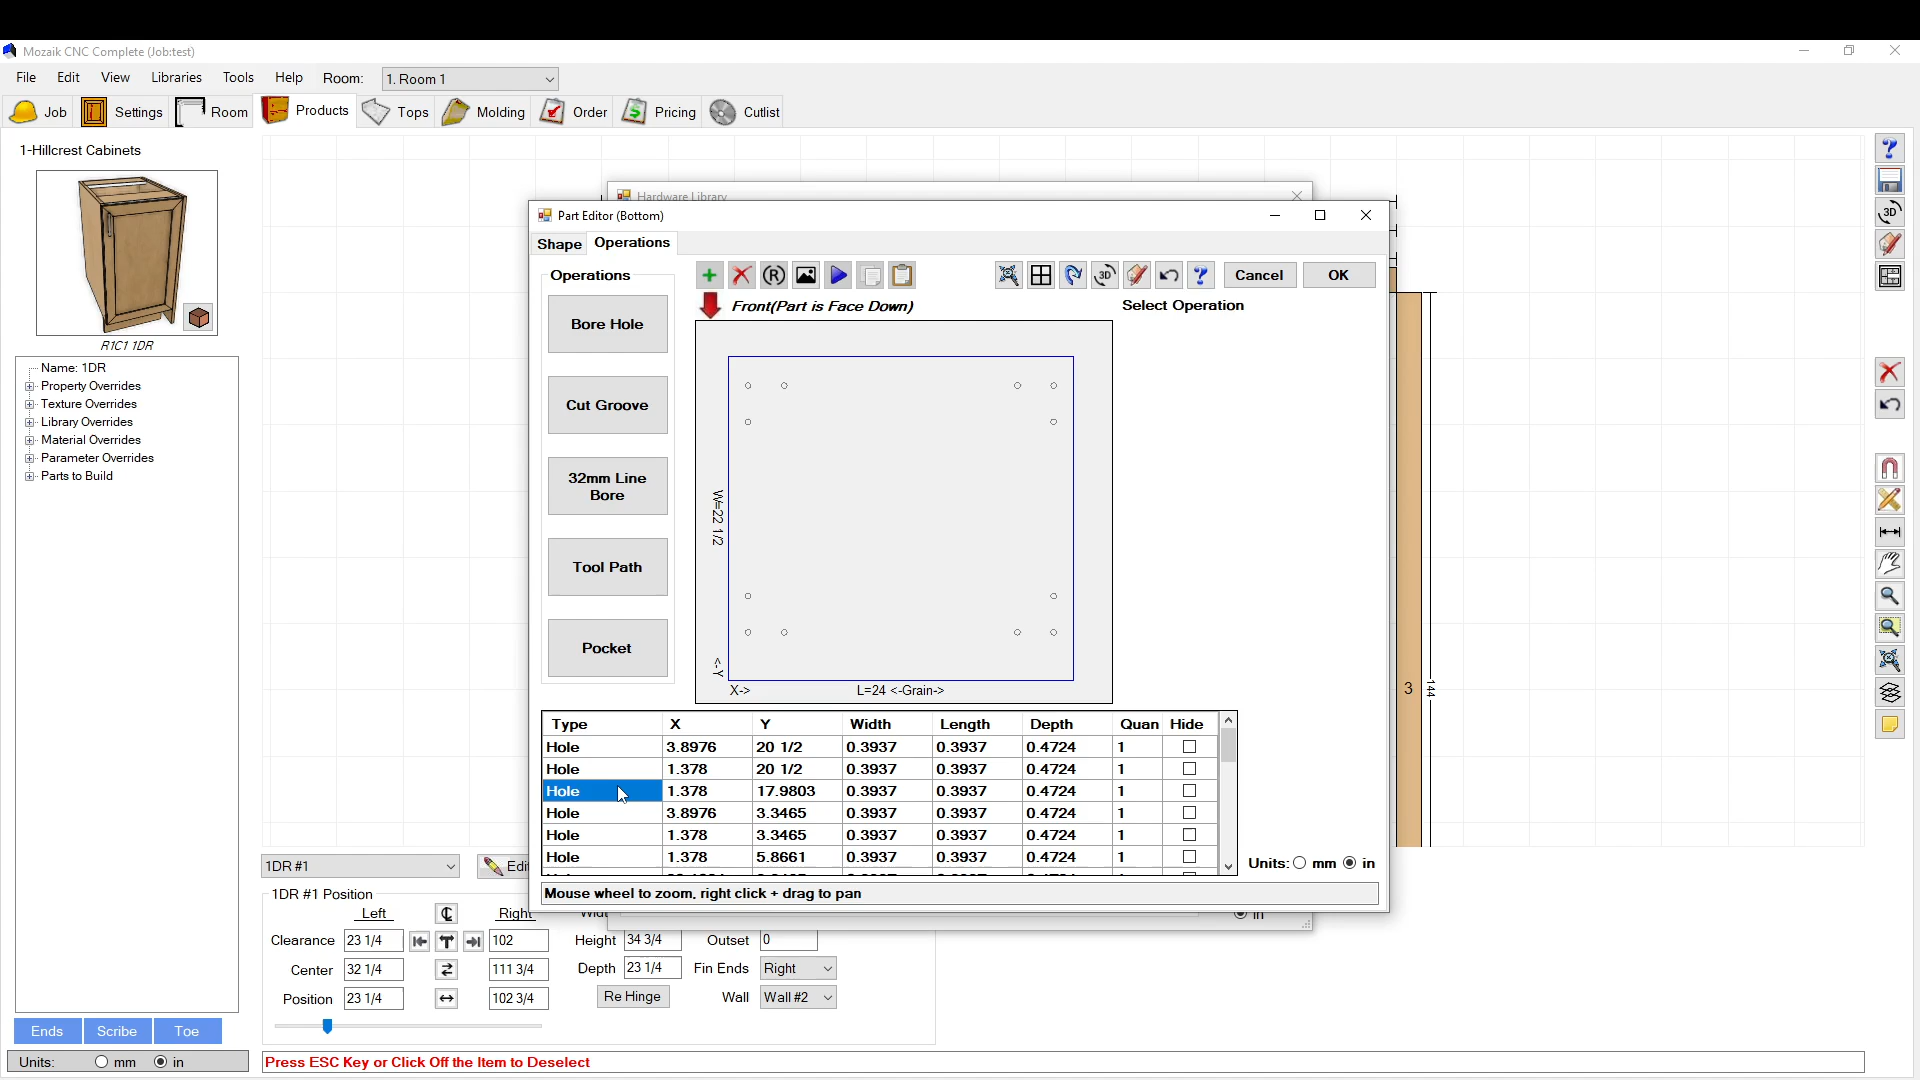 Mozaik CNC Complete (Job:test)
File Edit View Libraries Tools Help Room: 1. Room 1
Job Settings Room Products Tops Molding Order Pricing Cutlist
1-Hillcrest Cabinets
R1C1 1DR
Name: 1DR
Property Overrides
Texture Overrides
Library Overrides
Material Overrides
Parameter Overrides
Parts to Build
Ends Scribe Toe
Units: mm in
Hardware Library
Part Editor (Bottom)
Shape Operations
Operations
Bore Hole
Cut Groove
32mm Line
Bore
Tool Path
Pocket
(R) 3D ? Cancel OK
Front(Part is Face Down)
Select Operation
W=22 1/2
<-Y
X-> L=24 <-Grain->
Type X Y Width Length Depth Quan Hide
Hole 3.8976 20 1/2 0.3937 0.3937 0.4724 1
Hole 1.378 20 1/2 0.3937 0.3937 0.4724 1
Hole 1.378 17.9803 0.3937 0.3937 0.4724 1
Hole 3.8976 3.3465 0.3937 0.3937 0.4724 1
Hole 1.378 3.3465 0.3937 0.3937 0.4724 1
Hole 1.378 5.8661 0.3937 0.3937 0.4724 1
Units: mm in
Mouse wheel to zoom, right click + drag to pan
in
3
144
? 
3D
1DR #1
Edi
1DR #1 Position
Left Right
Clearance 23 1/4 102
Center 32 1/4 111 3/4
Position 23 1/4 102 3/4
Height 34 3/4 Outset 0
Depth 23 1/4 Fin Ends Right
Re Hinge Wall Wall #2
Press ESC Key or Click Off the Item to Deselect